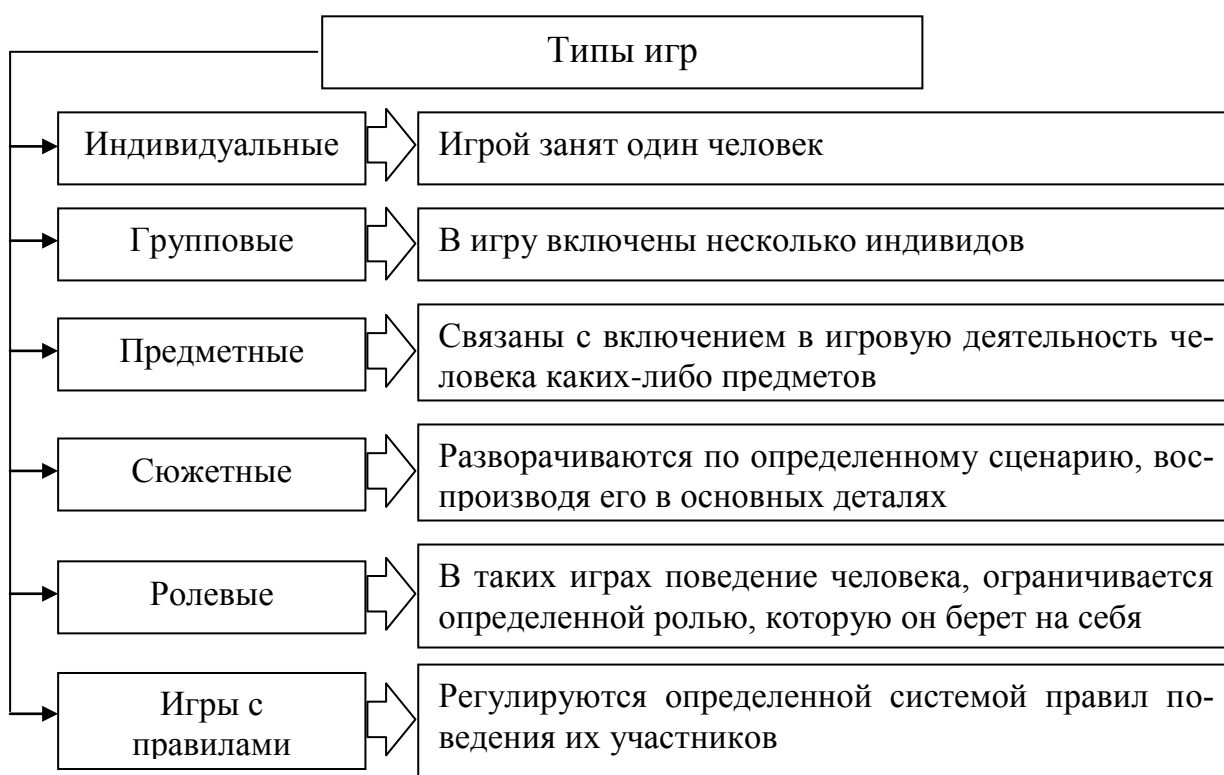 Типы игр
Индивидуальные
Игрой занят один человек
Групповые
В игру включены несколько индивидов
Предметные
Связаны с включением в игровую деятельность че-
ловека каких-либо предметов
Сюжетные
Разворачиваются по определенному сценарию, вос-
производя его в основных деталях
Ролевые
В таких играх поведение человека, ограничивается
определенной ролью, которую он берет на себя
Игры с
правилами
Регулируются определенной системой правил по-
ведения их участников